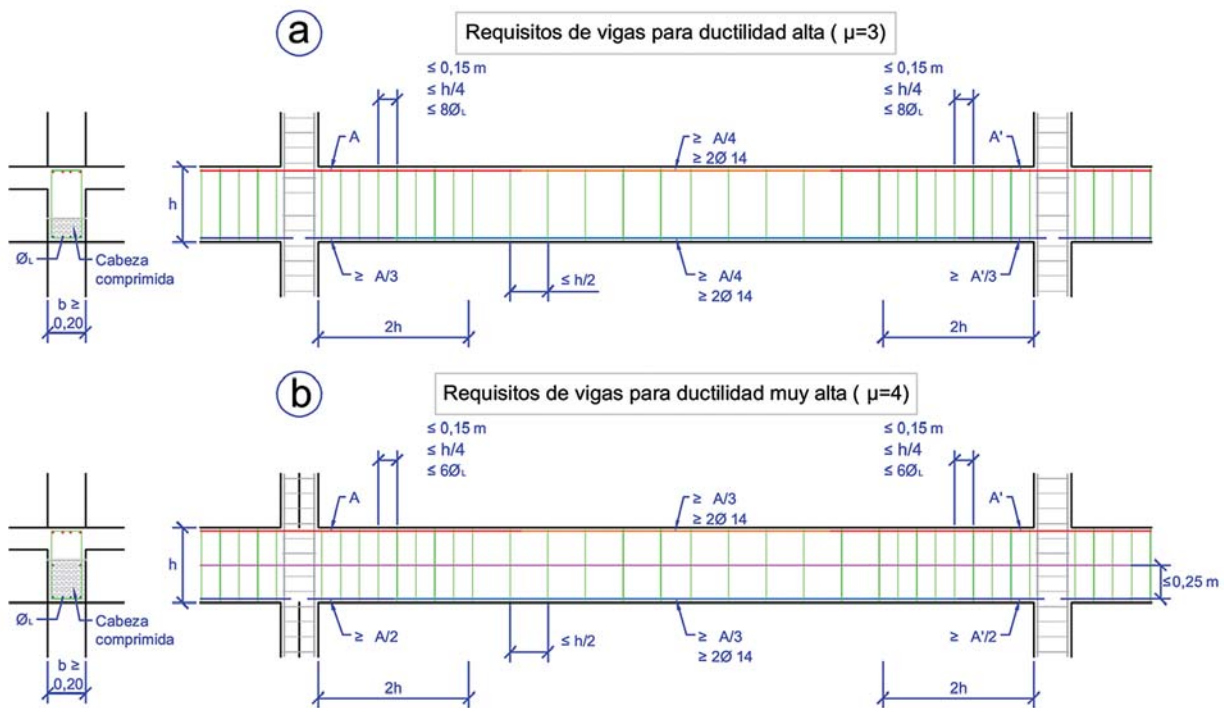 a
Requisitos de vigas para ductilidad alta ( µ=3)
≤ 0,15 m
≤ h/4
≤ 8ØL
≤ 0,15 m
≤ h/4
≤ 8ØL
A
≥ A/4
≥ 2Ø 14
A'
h
ØL
Cabeza
comprimida
≥ A/3
≤ h/2
≥ A/4
≥ 2Ø 14
≥ A'/3
b ≥
0,20
2h
2h
b
Requisitos de vigas para ductilidad muy alta ( µ=4)
≤ 0,15 m
≤ h/4
≤ 6ØL
≤ 0,15 m
≤ h/4
≤ 6ØL
A
≥ A/3
≥ 2Ø 14
A'
h
≤0,25 m
ØL
Cabeza
comprimida
≥ A/2
≤ h/2
≥ A/3
≥ 2Ø 14
≥ A'/2
b ≥
0,20
2h
2h